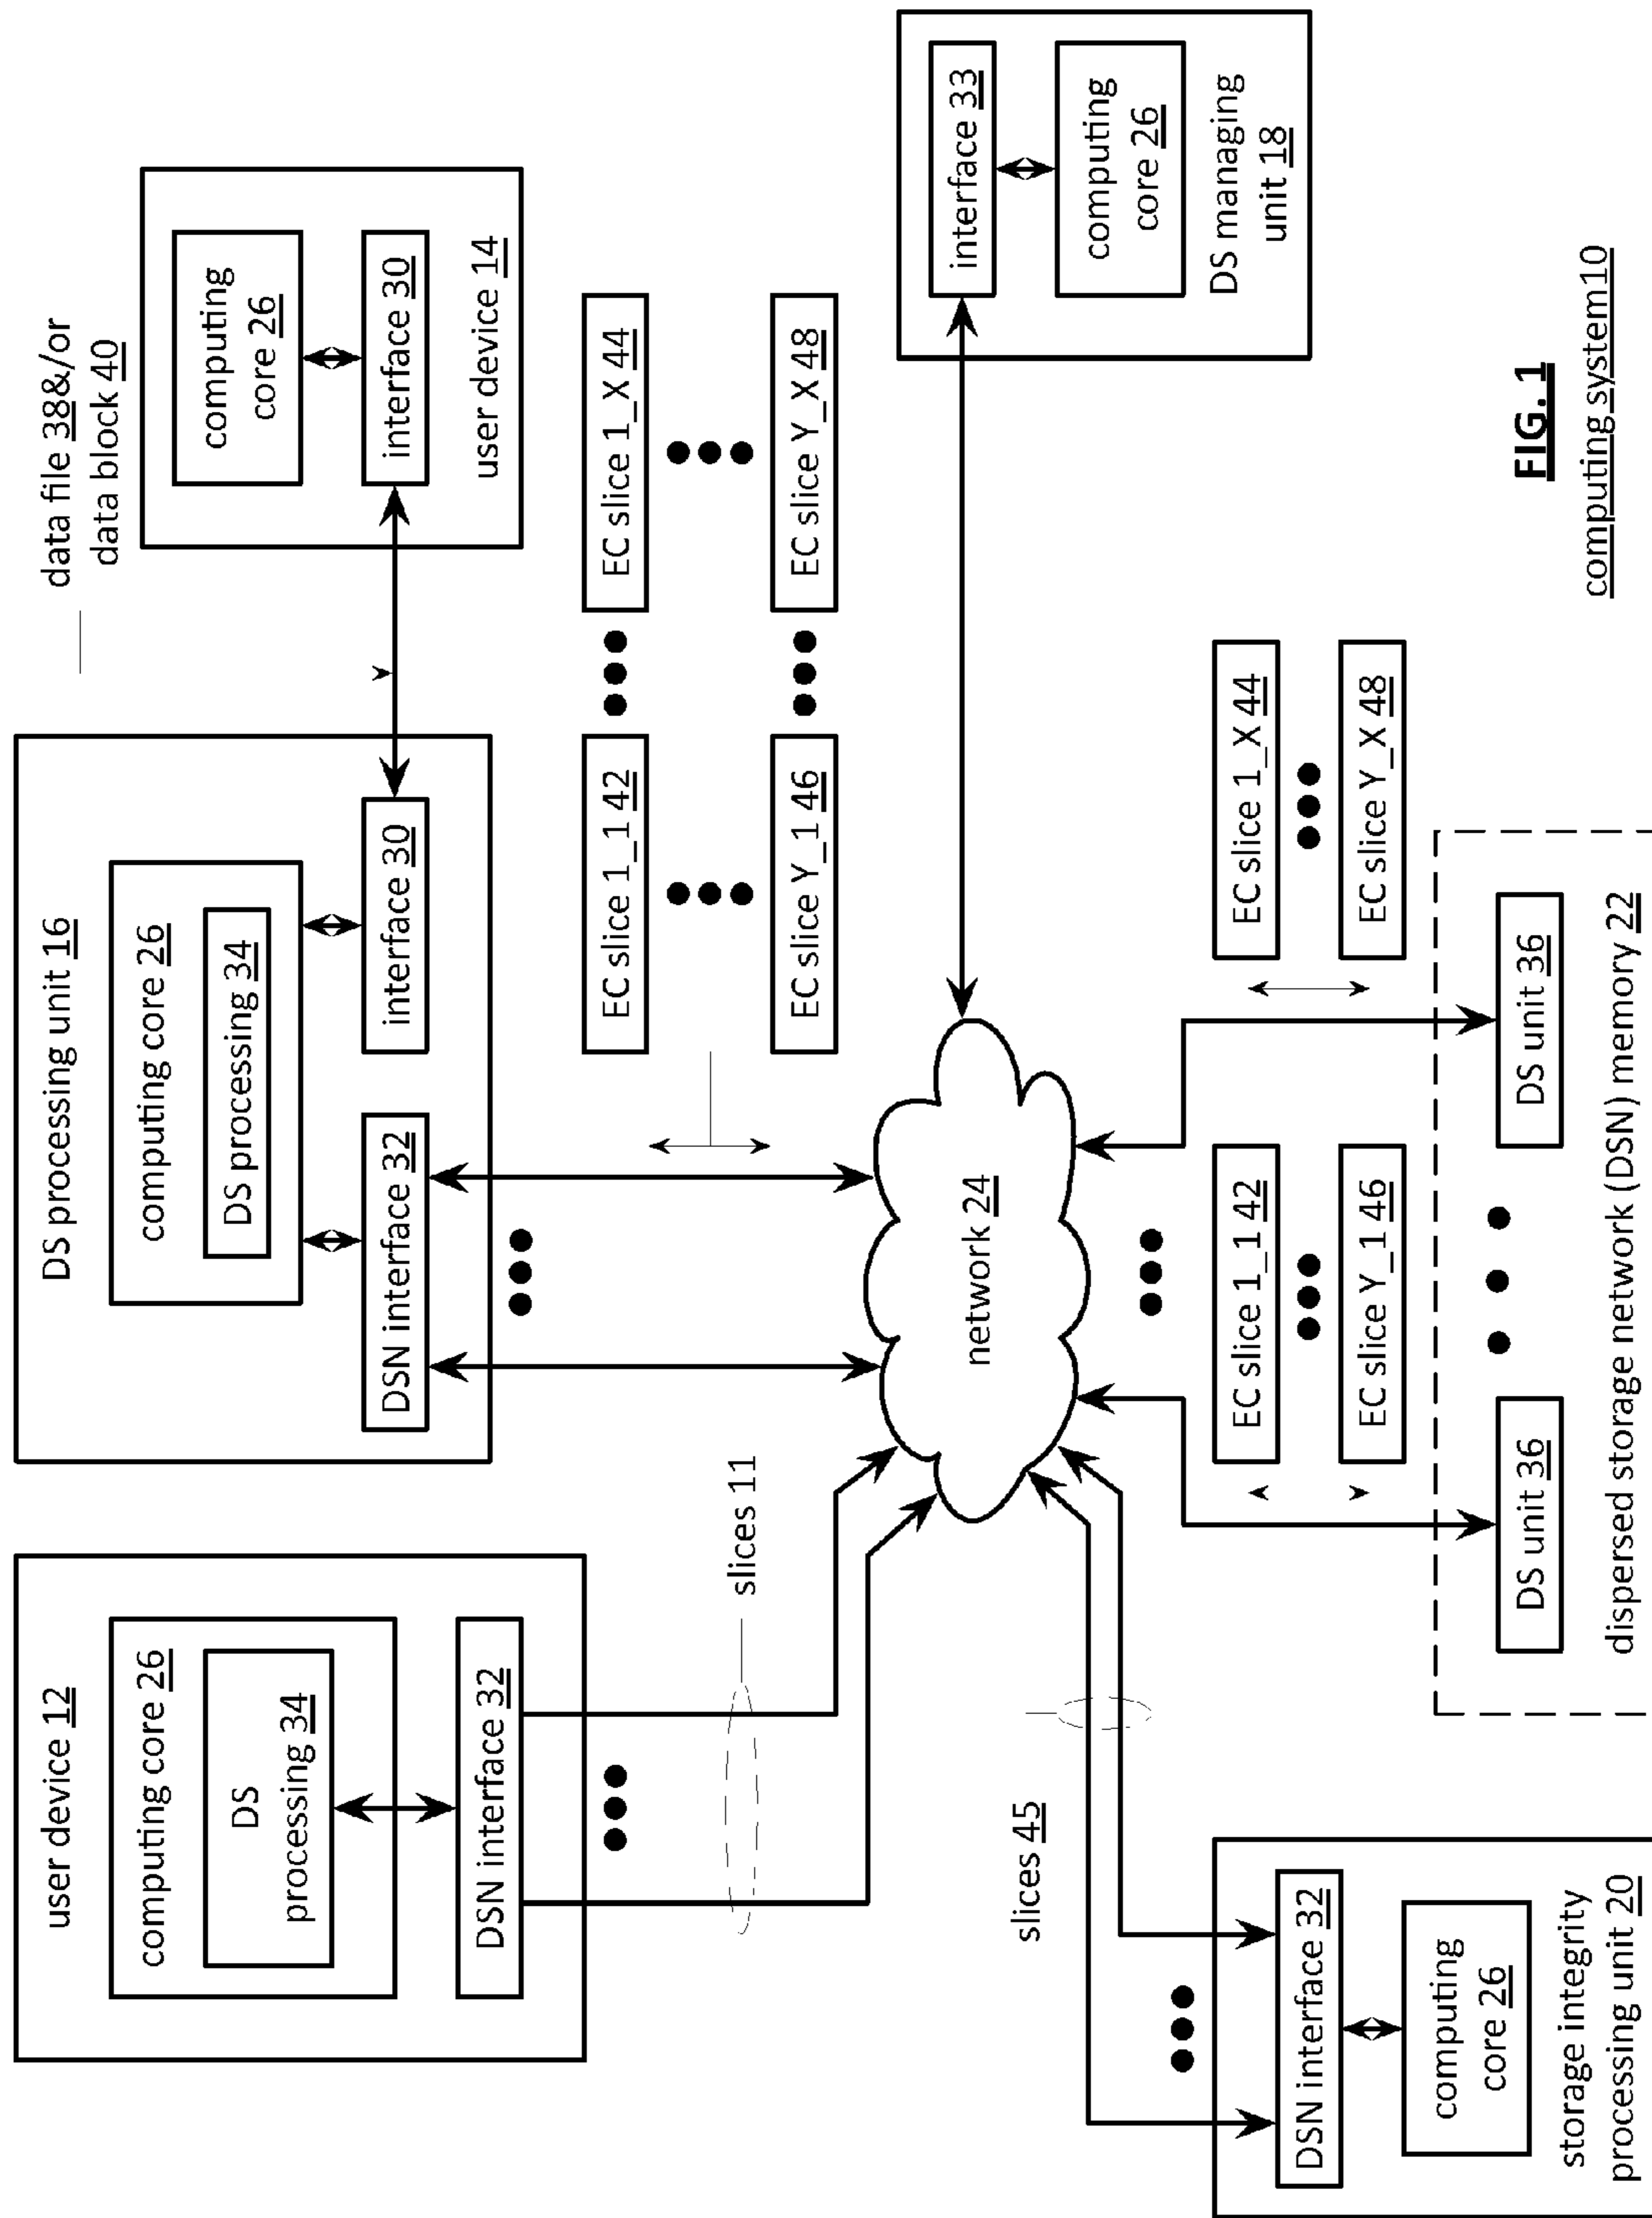 user device 12
computing core 26
DS
processing 34
DSN interface 32
slices 11
DS processing unit 16
computing core 26
DS processing 34
DSN interface 32
interface 30
data file 38&/or
data block 40
computing
core 26
interface 30
user device 14
EC slice 1_1 42
EC slice 1_X 44
EC slice Y_1 46
EC slice Y_X 48
network 24
interface 33
computing
core 26
DS managing
unit 18
slices 45
DSN interface 32
computing
core 26
storage integrity
processing unit 20
EC slice 1_1 42
EC slice Y_1 46
EC slice 1_X 44
EC slice Y_X 48
DS unit 36
DS unit 36
dispersed storage network (DSN) memory 22
FIG. 1
computing system10